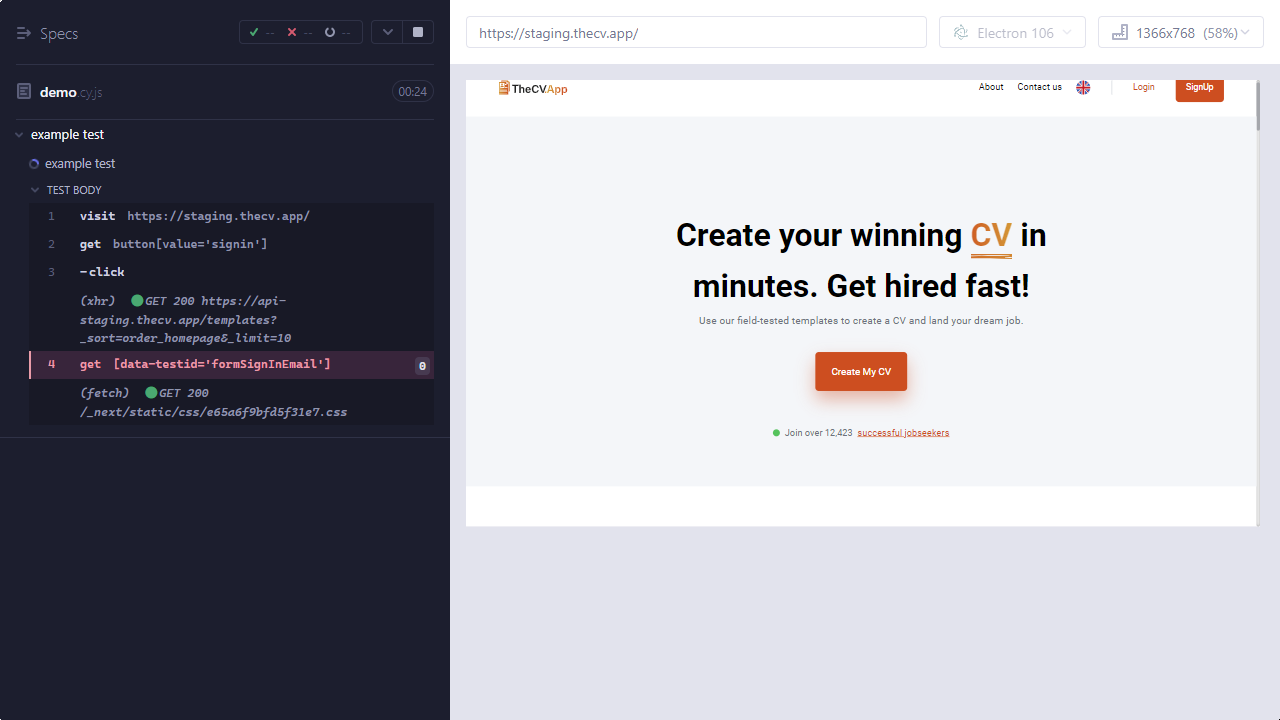 Specs
-- -- --
demo.cy.js 00:24
example test
example test
TEST BODY
1 visit https://staging.thecv.app/
2 get button[value='signin']
3 -click
(xhr) GET 200 https://api-
staging.thecv.app/templates?
_sort=order_homepage&_limit=10
4 get [data-testid='formSignInEmail'] 0
(fetch) GET 200
/_next/static/css/e65a6f9bfd5f31e7.css
https://staging.thecv.app/
Electron 106
1366x768 (58%)
TheCVApp
About Contact us Login SignUp
Create your winning CV in
minutes. Get hired fast!
Use our field-tested templates to create a CV and land your dream job.
Create My CV
Join over 12,423 successful jobseekers